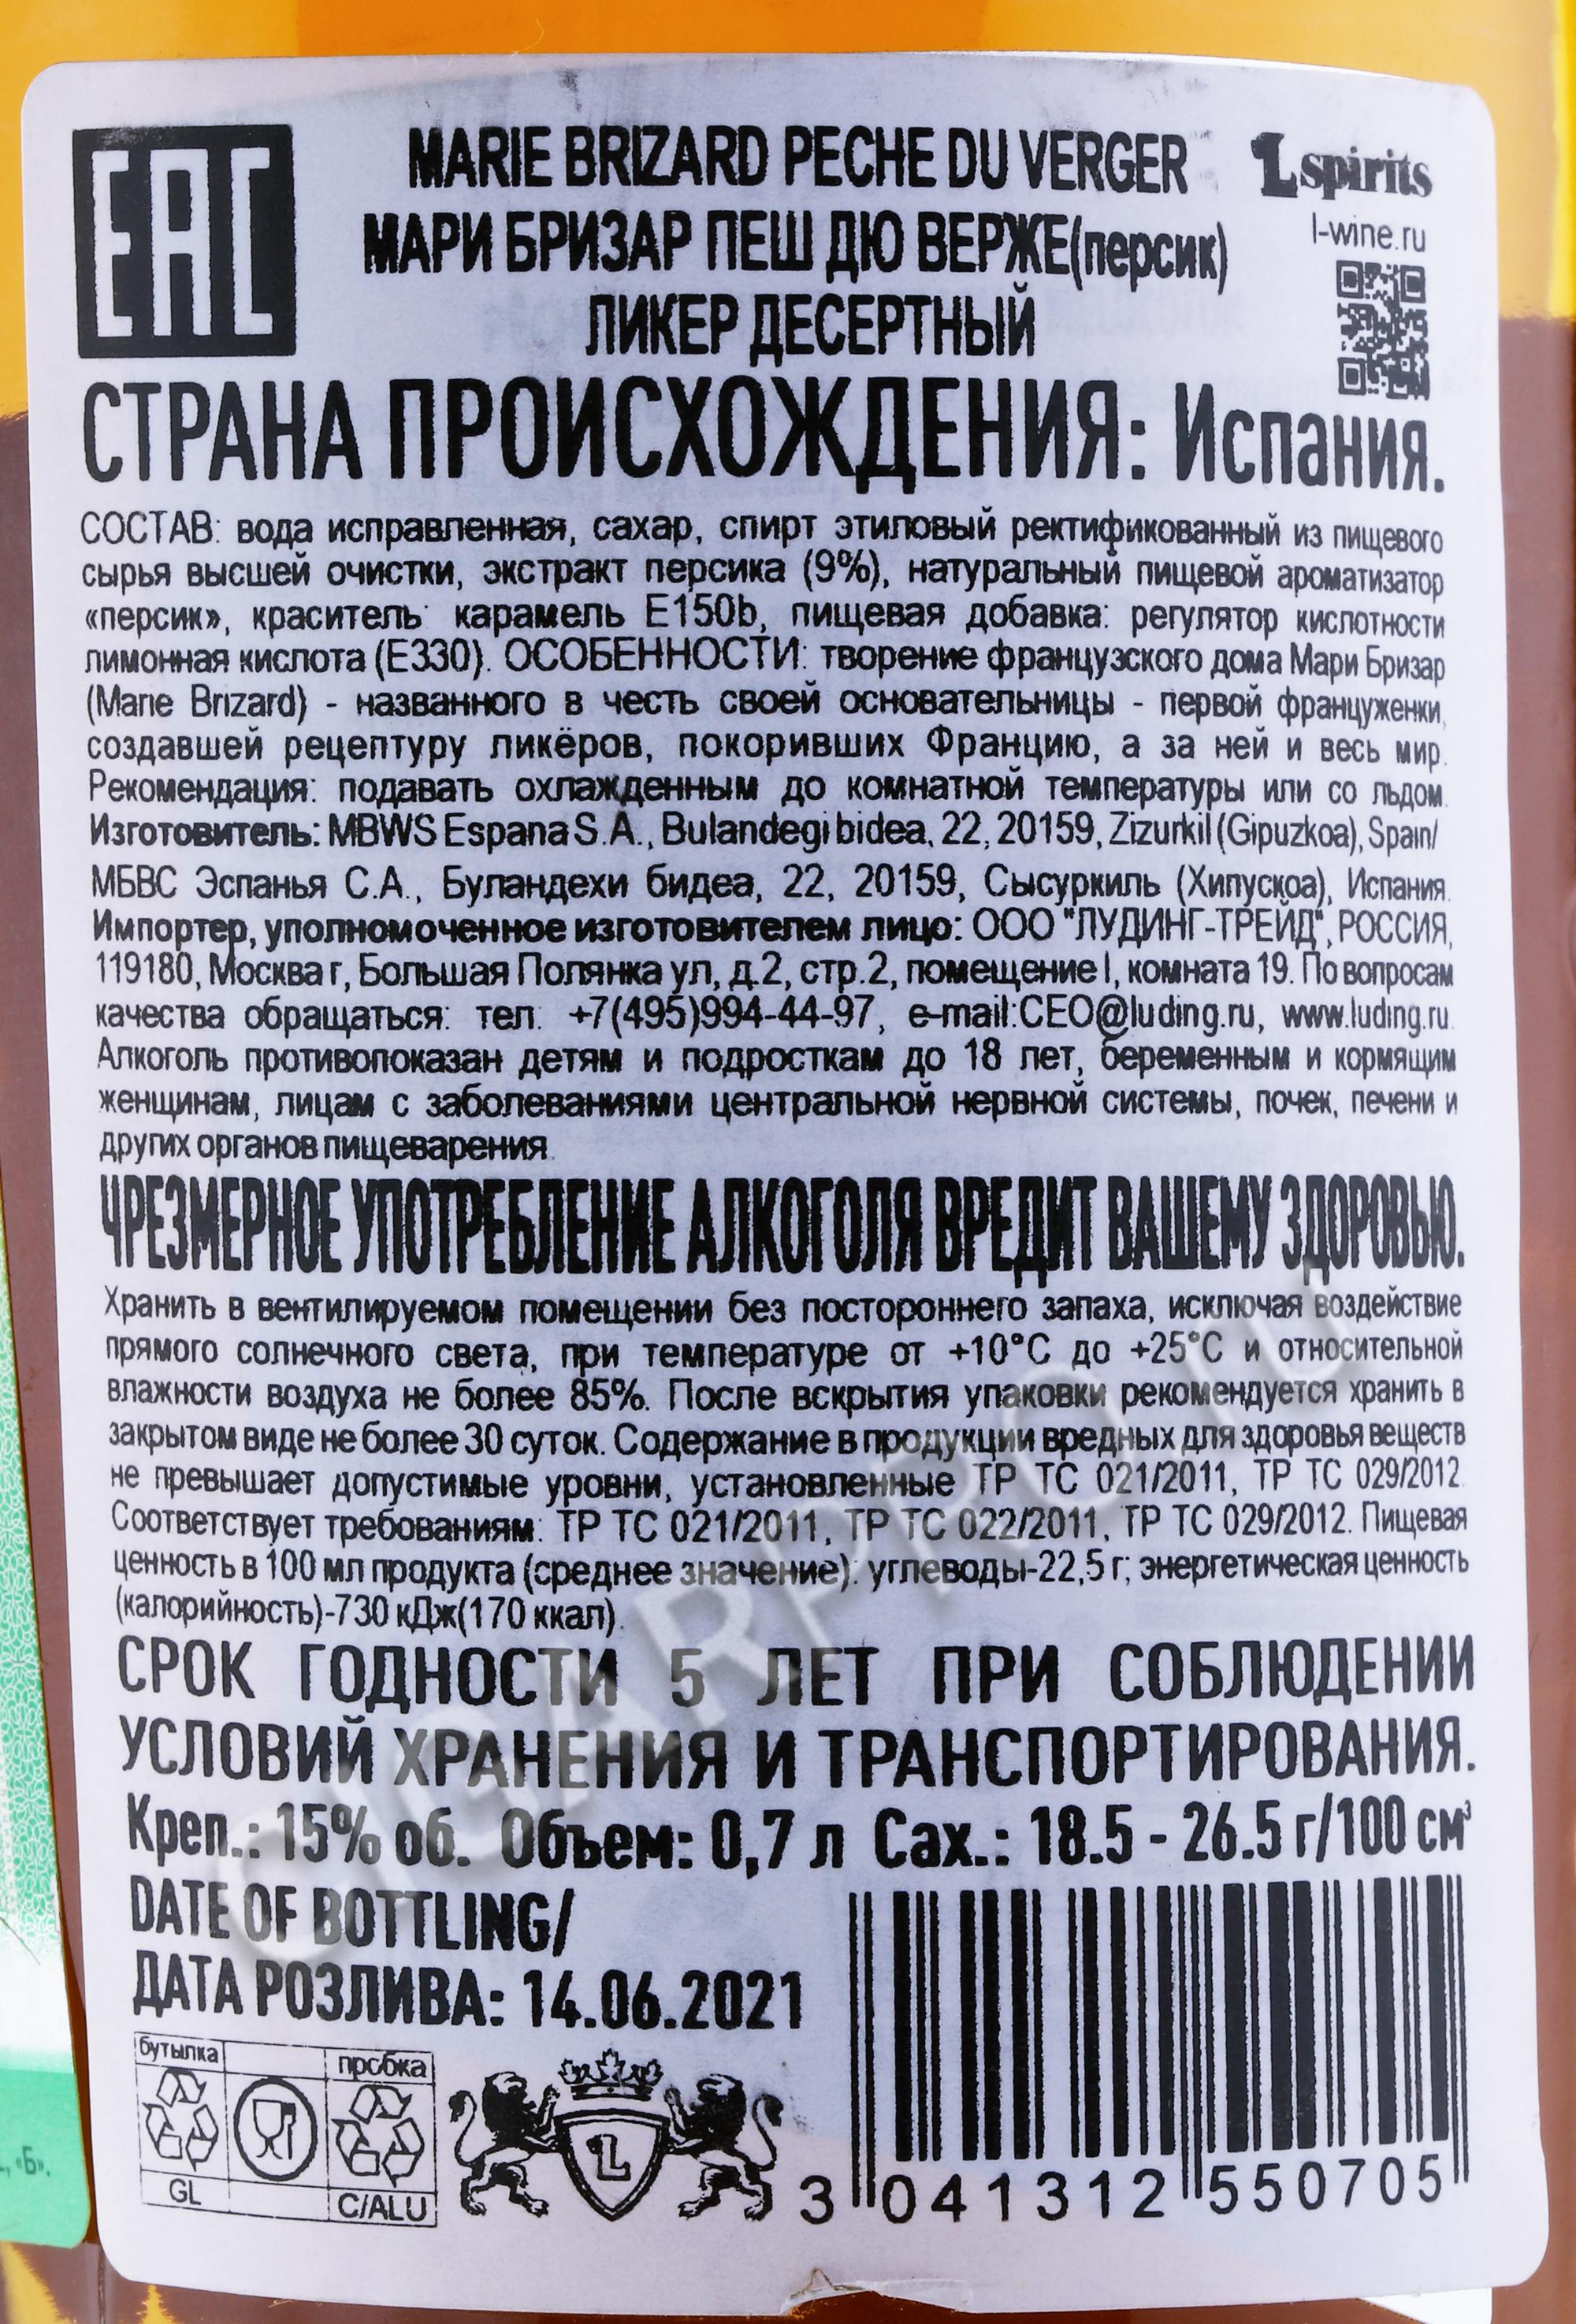 EAC
MARIE BRIZARD PECHE DU VERGER
L spirits
МАРИ БРИЗАР ПЕШ ДЮ ВЕРЖЕ(персик)
l-wine.ru
ЛИКЕР ДЕСЕРТНЫЙ
СТРАНА ПРОИСХОЖДЕНИЯ: Испания.
СОСТАВ: вода исправленная, сахар, спирт этиловый ректификованный из пищевого
сырья высшей очистки, экстракт персика (9%), натуральный пищевой ароматизатор
«персик», краситель: карамель E150b, пищевая добавка: регулятор кислотности
лимонная кислота (Е330). ОСОБЕННОСТИ: творение французского дома Мари Бризар
(Marie Brizard) - названного в честь своей основательницы - первой француженки,
создавшей рецептуру ликёров, покоривших Францию, а за ней и весь мир.
Рекомендация: подавать охлажденным до комнатной температуры или со льдом.
Изготовитель: MBWS Espana S.A., Bulandegi bidea, 22, 20159, Zizurkil (Gipuzkoa), Spain/
МБВС Эспанья С.А., Буландехи бидеа, 22, 20159, Сысуркиль (Хипускоа), Испания.
Импортер, уполномоченное изготовителем лицо: ООО "ЛУДИНГ-ТРЕЙД", РОССИЯ,
119180, Москва г, Большая Полянка ул, д.2, стр.2, помещение I, комната 19. По вопросам
качества обращаться: тел. +7(495)994-44-97, e-mail:CEO@luding.ru, www.luding.ru.
Алкоголь противопоказан детям и подросткам до 18 лет, беременным и кормящим
женщинам, лицам с заболеваниями центральной нервной системы, почек, печени и
других органов пищеварения.
ЧРЕЗМЕРНОЕ УПОТРЕБЛЕНИЕ АЛКОГОЛЯ ВРЕДИТ ВАШЕМУ ЗДОРОВЬЮ.
Хранить в вентилируемом помещении без постороннего запаха, исключая воздействие
прямого солнечного света, при температуре от +10°С до +25°С и относительной
влажности воздуха не более 85%. После вскрытия упаковки рекомендуется хранить в
закрытом виде не более 30 суток. Содержание в продукции вредных для здоровья веществ
не превышает допустимые уровни, установленные ТР ТС 021/2011, ТР ТС 029/2012.
Соответствует требованиям: ТР ТС 021/2011, ТР ТС 022/2011, ТР ТС 029/2012. Пищевая
ценность в 100 мл продукта (среднее значение): углеводы-22,5 г; энергетическая ценность
(калорийность)-730 кДж(170 ккал).
СРОК ГОДНОСТИ 5 ЛЕТ ПРИ СОБЛЮДЕНИИ
УСЛОВИЙ ХРАНЕНИЯ И ТРАНСПОРТИРОВАНИЯ.
Креп.: 15% об. Объем: 0,7 л Сах.: 18.5 - 26.5 г/100 см³
DATE OF BOTTLING/
ДАТА РОЗЛИВА: 14.06.2021
бутылка
пробка
GL
C/ALU
L
3 041312 550705
«Б».
CIGARPRO.RU